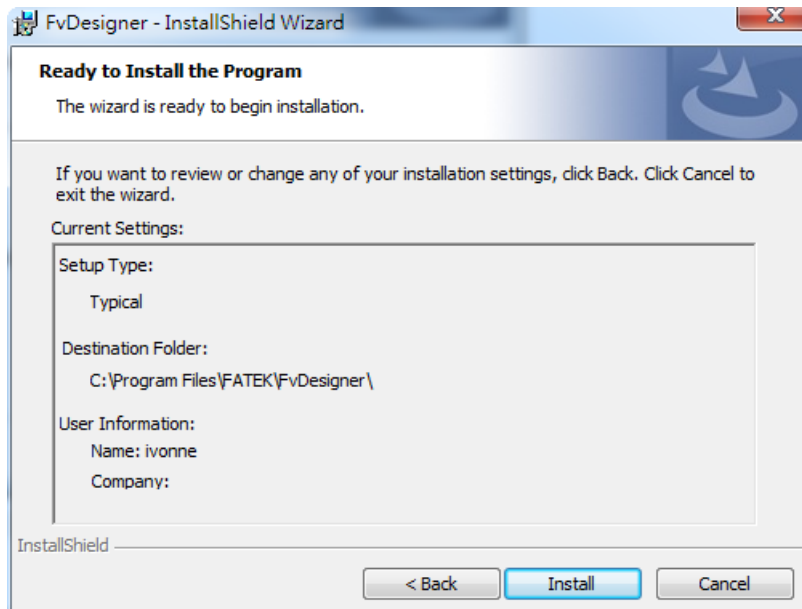 FvDesigner - InstallShield Wizard
Ready to Install the Program
The wizard is ready to begin installation.
If you want to review or change any of your installation settings, click Back. Click Cancel to
exit the wizard.
Current Settings:
Setup Type:
Typical
Destination Folder:
C:\Program Files\FATEK\FvDesigner\
User Information:
Name: ivonne
Company:
InstallShield
< Back
Install
Cancel